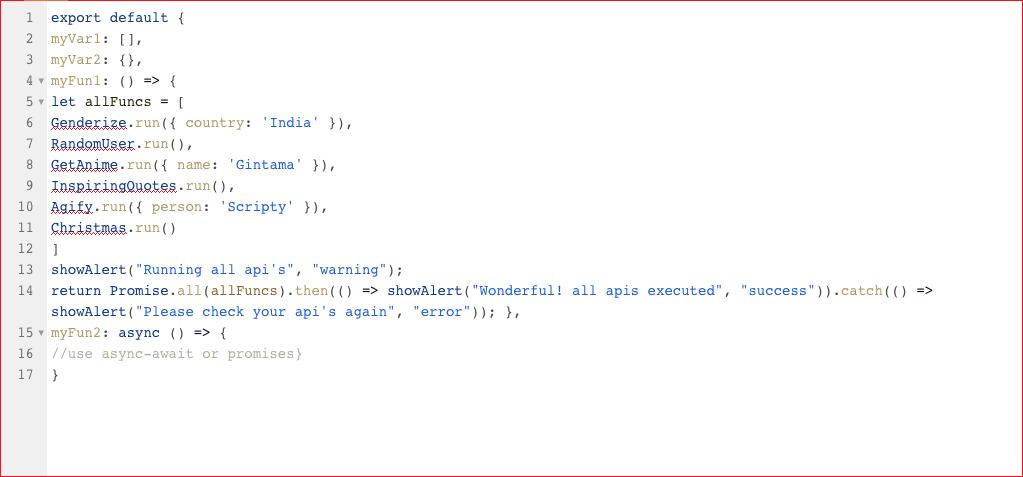 1 export default {
2 myVar1: [],
3 myVar2: {},
4 myFun1: () => {
5 let allFuncs = [
6 Genderize.run({ country: 'India' }),
7 RandomUser.run(),
8 GetAnime.run({ name: 'Gintama' }),
9 InspiringQuotes.run(),
10 Agify.run({ person: 'Scripty' }),
11 Christmas.run()
12 ]
13 showAlert("Running all api's", "warning");
14 return Promise.all(allFuncs).then(() => showAlert("Wonderful! all apis executed", "success")).catch(() =>
showAlert("Please check your api's again", "error")); },
15 myFun2: async () => {
16 //use async-await or promises}
17 }